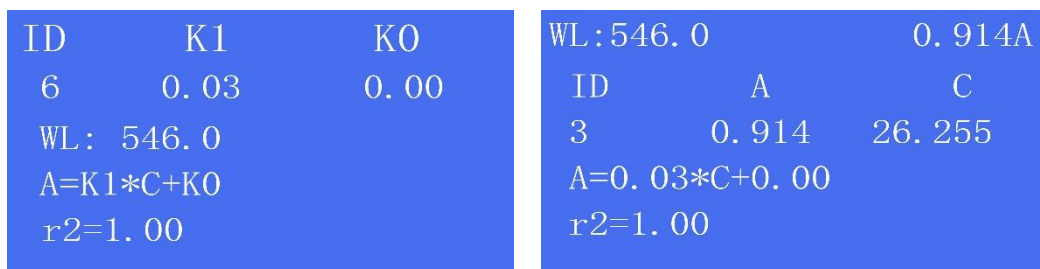 ID K1 K0
6 0.03 0.00
WL: 546.0
A=K1*C+K0
r2=1.00
WL:546.0 0.914A
ID A C
3 0.914 26.255
A=0.03*C+0.00
r2=1.00